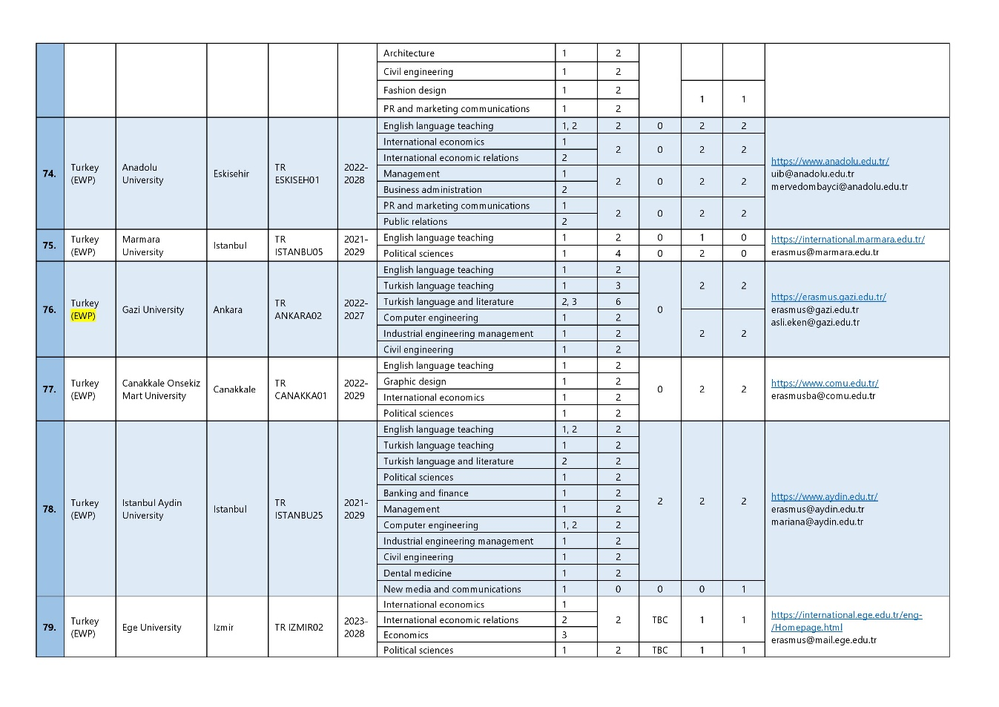 Architecture 1 2
Civil engineering 1 2
Fashion design 1 2
1 1
PR and marketing communications 1 2
74. Turkey (EWP) Anadolu University Eskisehir TR ESKISEH01 2022-2028
English language teaching 1, 2 2 0 2 2
International economics 1
2 0 2 2
International economic relations 2
Management 1
2 0 2 2
Business administration 2
PR and marketing communications 1
2 0 2 2
Public relations 2
https://www.anadolu.edu.tr/
uib@anadolu.edu.tr
mervedombayci@anadolu.edu.tr
75. Turkey (EWP) Marmara University Istanbul TR ISTANBU05 2021-2029
English language teaching 1 2 0 1 0
Political sciences 1 4 0 2 0
https://international.marmara.edu.tr/
erasmus@marmara.edu.tr
76. Turkey (EWP) Gazi University Ankara TR ANKARA02 2022-2027
English language teaching 1 2
Turkish language teaching 1 3
2 2
Turkish language and literature 2, 3 6
0
Computer engineering 1 2
Industrial engineering management 1 2
2 2
Civil engineering 1 2
https://erasmus.gazi.edu.tr/
erasmus@gazi.edu.tr
asli.eken@gazi.edu.tr
77. Turkey (EWP) Canakkale Onsekiz Mart University Canakkale TR CANAKKA01 2022-2029
English language teaching 1 2
Graphic design 1 2
0 2 2
International economics 1 2
Political sciences 1 2
https://www.comu.edu.tr/
erasmusba@comu.edu.tr
78. Turkey (EWP) Istanbul Aydin University Istanbul TR ISTANBU25 2021-2029
English language teaching 1, 2 2
Turkish language teaching 1 2
Turkish language and literature 2 2
Political sciences 1 2
Banking and finance 1 2
2 2 2
Management 1 2
Computer engineering 1, 2 2
Industrial engineering management 1 2
Civil engineering 1 2
Dental medicine 1 2
New media and communications 1 0 0 0 1
https://www.aydin.edu.tr/
erasmus@aydin.edu.tr
mariana@aydin.edu.tr
79. Turkey (EWP) Ege University Izmir TR IZMIR02 2023-2028
International economics 1
International economic relations 2
2 TBC 1 1
Economics 3
Political sciences 1 2 TBC 1 1
https://international.ege.edu.tr/eng-
/Homepage.html
erasmus@mail.ege.edu.tr